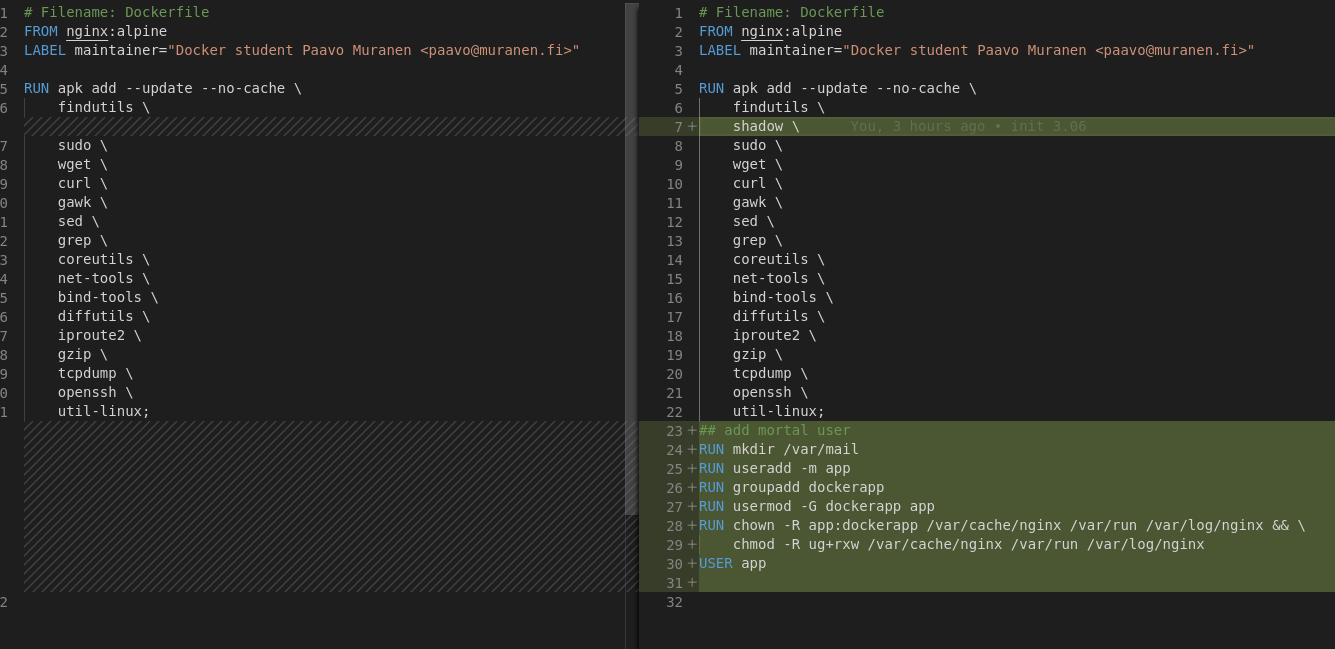 1 # Filename: Dockerfile
2 FROM nginx:alpine
3 LABEL maintainer="Docker student Paavo Muranen <paavo@muranen.fi>"
4
5 RUN apk add --update --no-cache \
6 findutils \
7 sudo \
8 wget \
9 curl \
0 gawk \
1 sed \
2 grep \
3 coreutils \
4 net-tools \
5 bind-tools \
6 diffutils \
7 iproute2 \
8 gzip \
9 tcpdump \
0 openssh \
1 util-linux;
2
1 # Filename: Dockerfile
2 FROM nginx:alpine
3 LABEL maintainer="Docker student Paavo Muranen <paavo@muranen.fi>"
4
5 RUN apk add --update --no-cache \
6 findutils \
7 + shadow \ You, 3 hours ago • init 3.06
8 sudo \
9 wget \
10 curl \
11 gawk \
12 sed \
13 grep \
14 coreutils \
15 net-tools \
16 bind-tools \
17 diffutils \
18 iproute2 \
19 gzip \
20 tcpdump \
21 openssh \
22 util-linux;
23 + ## add mortal user
24 + RUN mkdir /var/mail
25 + RUN useradd -m app
26 + RUN groupadd dockerapp
27 + RUN usermod -G dockerapp app
28 + RUN chown -R app:dockerapp /var/cache/nginx /var/run /var/log/nginx && \
29 + chmod -R ug+rxw /var/cache/nginx /var/run /var/log/nginx
30 + USER app
31 +
32